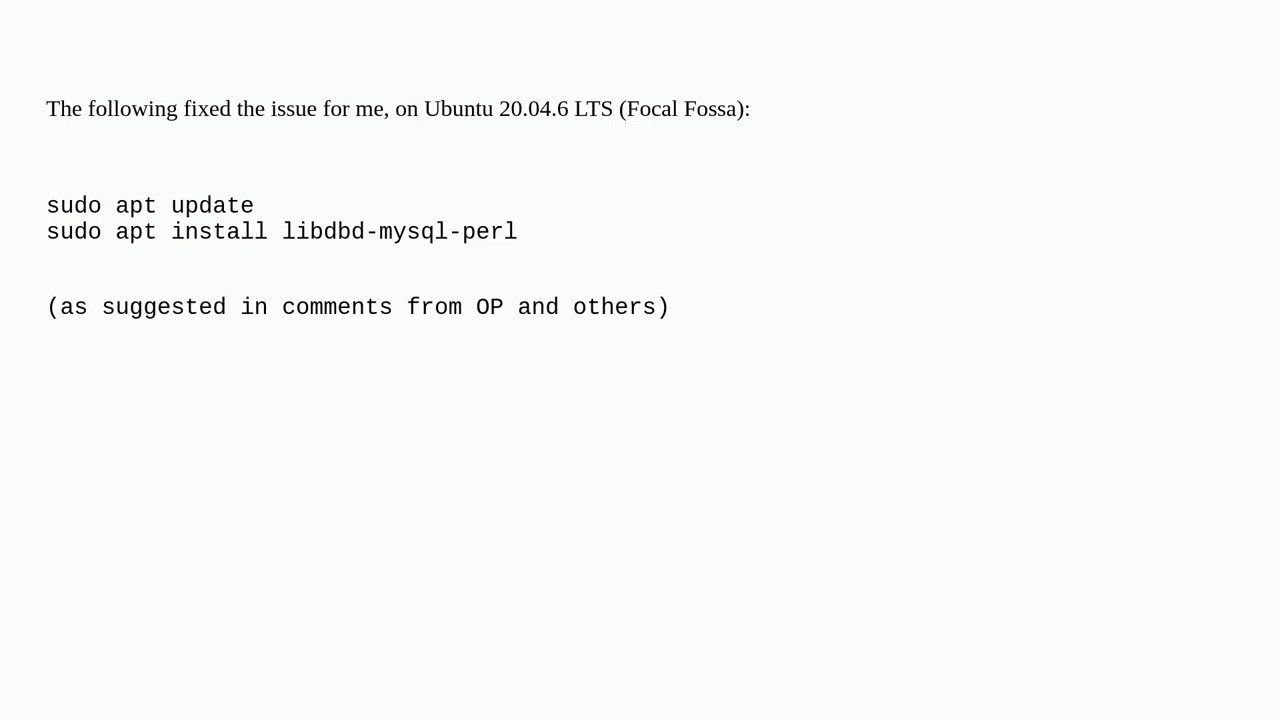 The following fixed the issue for me, on Ubuntu 20.04.6 LTS (Focal Fossa):
sudo apt update
sudo apt install libdbd-mysql-perl
(as suggested in comments from OP and others)